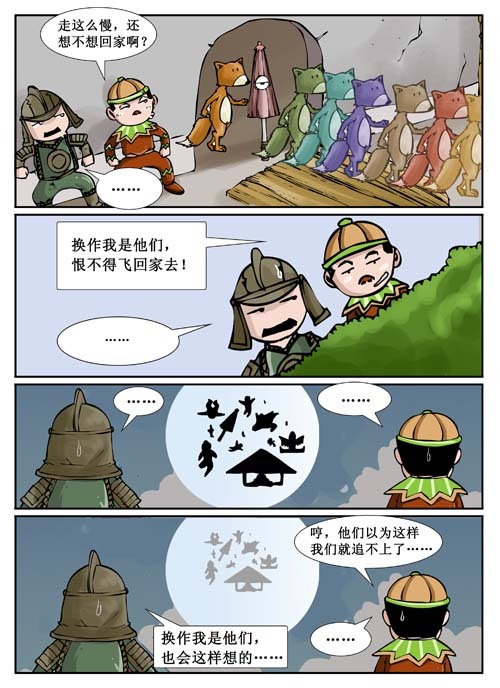 走这么慢，还
想不想回家啊？
……
换作我是他们，
恨不得飞回家去！
……
……
……
哼，他们以为这样
我们就追不上了……
换作我是他们，
也会这样想的……
……